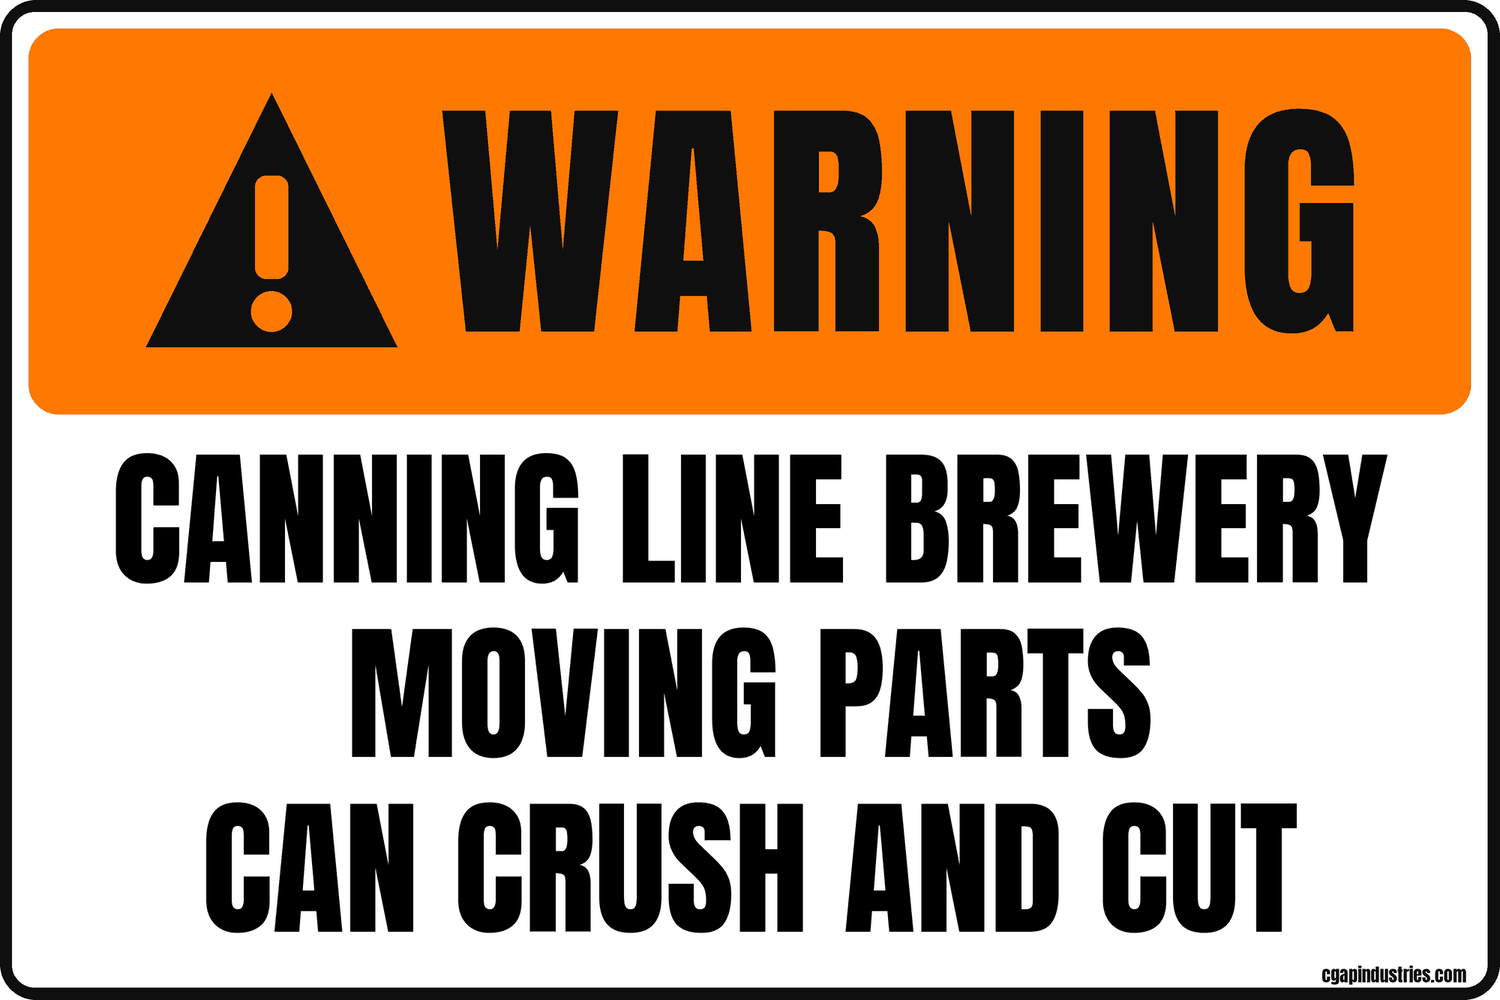 WARNING
CANNING LINE BREWERY
MOVING PARTS
CAN CRUSH AND CUT
cgapindustries.com